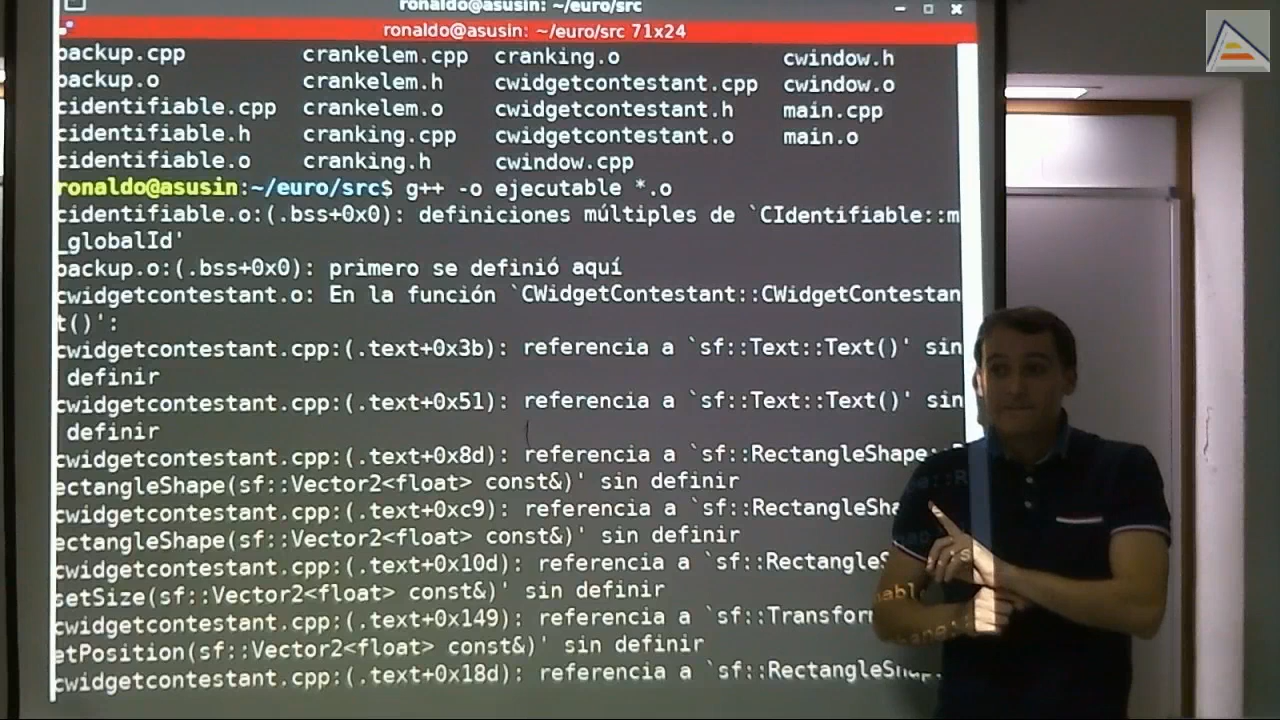 ronaldo@asusin: ~/euro/src
ronaldo@asusin: ~/euro/src 71x24
backup.cpp crankelem.cpp cranking.o cwindow.h
backup.o crankelem.h cwidgetcontestant.cpp cwindow.o
cidentifiable.cpp crankelem.o cwidgetcontestant.h main.cpp
cidentifiable.h cranking.cpp cwidgetcontestant.o main.o
cidentifiable.o cranking.h cwindow.cpp
ronaldo@asusin:~/euro/src$ g++ -o ejecutable *.o
cidentifiable.o:(.bss+0x0): definiciones múltiples de `CIdentifiable::m
_globalId'
backup.o:(.bss+0x0): primero se definió aquí
cwidgetcontestant.o: En la función `CWidgetContestant::CWidgetContestan
t()':
cwidgetcontestant.cpp:(.text+0x3b): referencia a `sf::Text::Text()' sin
definir
cwidgetcontestant.cpp:(.text+0x51): referencia a `sf::Text::Text()' sin
definir
cwidgetcontestant.cpp:(.text+0x8d): referencia a `sf::RectangleShape::R
ectangleShape(sf::Vector2<float> const&)' sin definir
cwidgetcontestant.cpp:(.text+0xc9): referencia a `sf::RectangleSha
ectangleShape(sf::Vector2<float> const&)' sin definir
cwidgetcontestant.cpp:(.text+0x10d): referencia a `sf::RectangleS
setSize(sf::Vector2<float> const&)' sin definir
cwidgetcontestant.cpp:(.text+0x149): referencia a `sf::Transfor
etPosition(sf::Vector2<float> const&)' sin definir
cwidgetcontestant.cpp:(.text+0x18d): referencia a `sf::RectangleShap